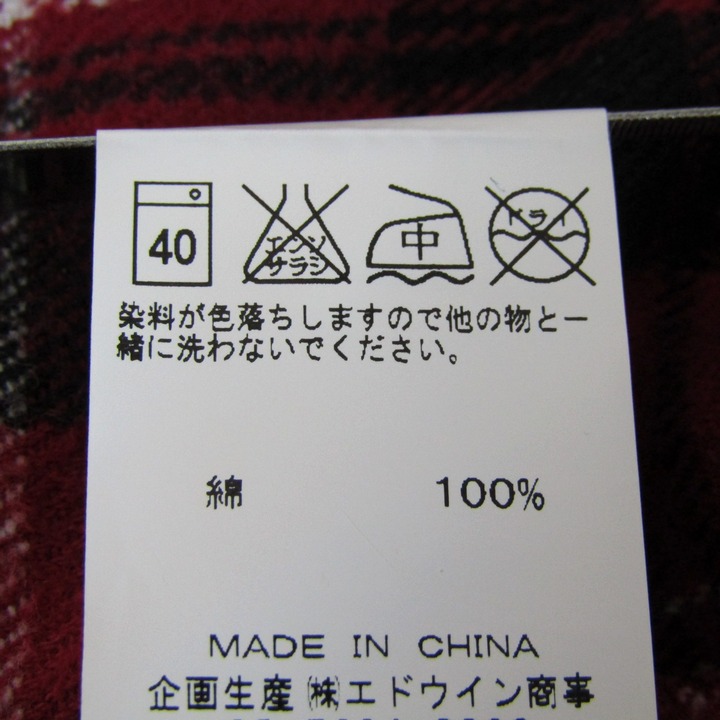 40 エンソ サラシ 中 ドライ
染料が色落ちしますので他の物と一
緒に洗わないでください。
綿 100%
MADE IN CHINA
企画生産 ㈱エドウイン商事